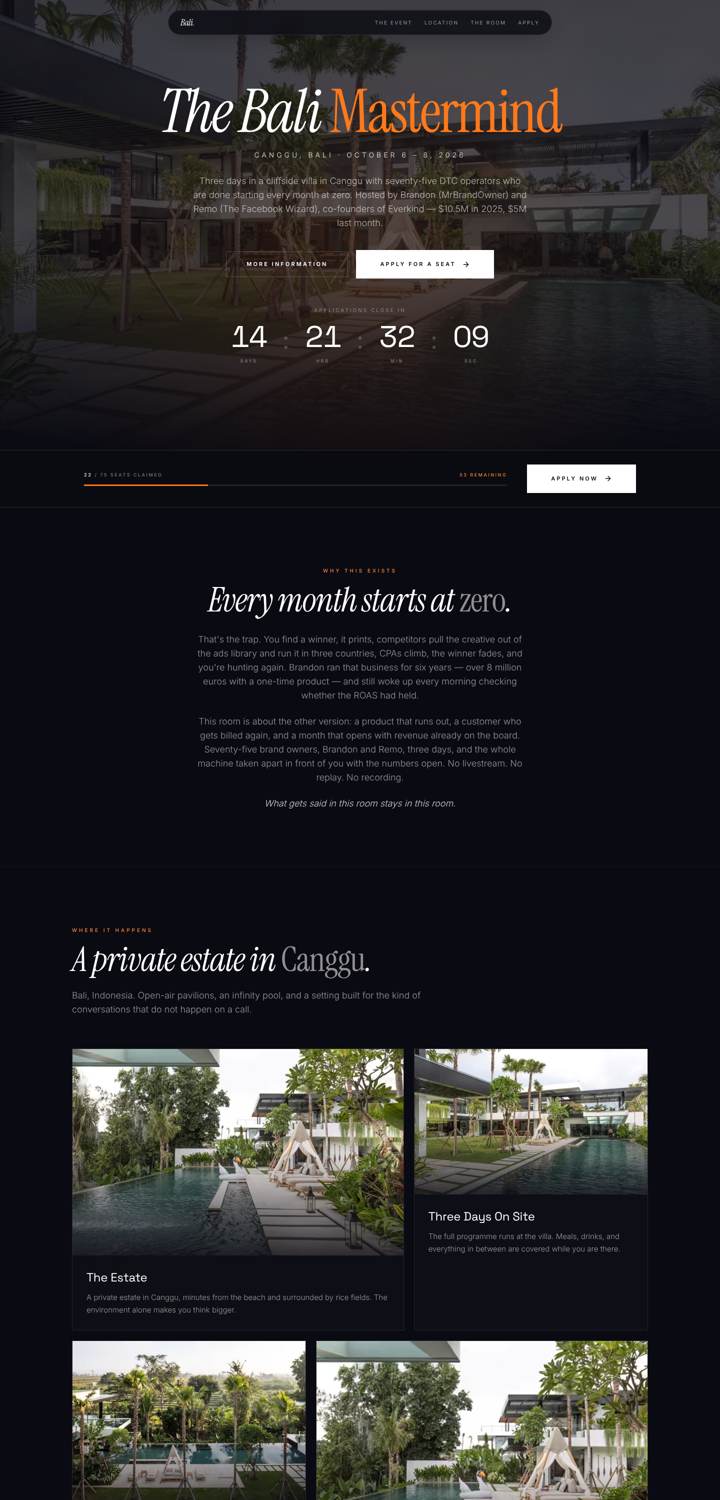 Bali
THE EVENT LOCATION THE ROOM APPLY
The Bali Mastermind
CANGGU, BALI · OCTOBER 6 – 8, 2026
Three days in a cliffside villa in Canggu with seventy-five DTC operators who
are done starting every month at zero. Hosted by Brandon (MrBrandOwner) and
Remo (The Facebook Wizard), co-founders of Everkind — $10.5M in 2025, $5M
last month.
MORE INFORMATION
APPLY FOR A SEAT →
APPLICATIONS CLOSE IN
14 : 21 : 32 : 09
DAYS HRS MIN SEC
22 / 75 SEATS CLAIMED
53 REMAINING
APPLY NOW →
WHY THIS EXISTS
Every month starts at zero.
That's the trap. You find a winner, it prints, competitors pull the creative out of
the ads library and run it in three countries, CPAs climb, the winner fades, and
you're hunting again. Brandon ran that business for six years — over 8 million
euros with a one-time product — and still woke up every morning checking
whether the ROAS had held.
This room is about the other version: a product that runs out, a customer who
gets billed again, and a month that opens with revenue already on the board.
Seventy-five brand owners, Brandon and Remo, three days, and the whole
machine taken apart in front of you with the numbers open. No livestream. No
replay. No recording.
What gets said in this room stays in this room.
WHERE IT HAPPENS
A private estate in Canggu.
Bali, Indonesia. Open-air pavilions, an infinity pool, and a setting built for the kind of
conversations that do not happen on a call.
The Estate
A private estate in Canggu, minutes from the beach and surrounded by rice fields. The
environment alone makes you think bigger.
Three Days On Site
The full programme runs at the villa. Meals, drinks, and
everything in between are covered while you are there.